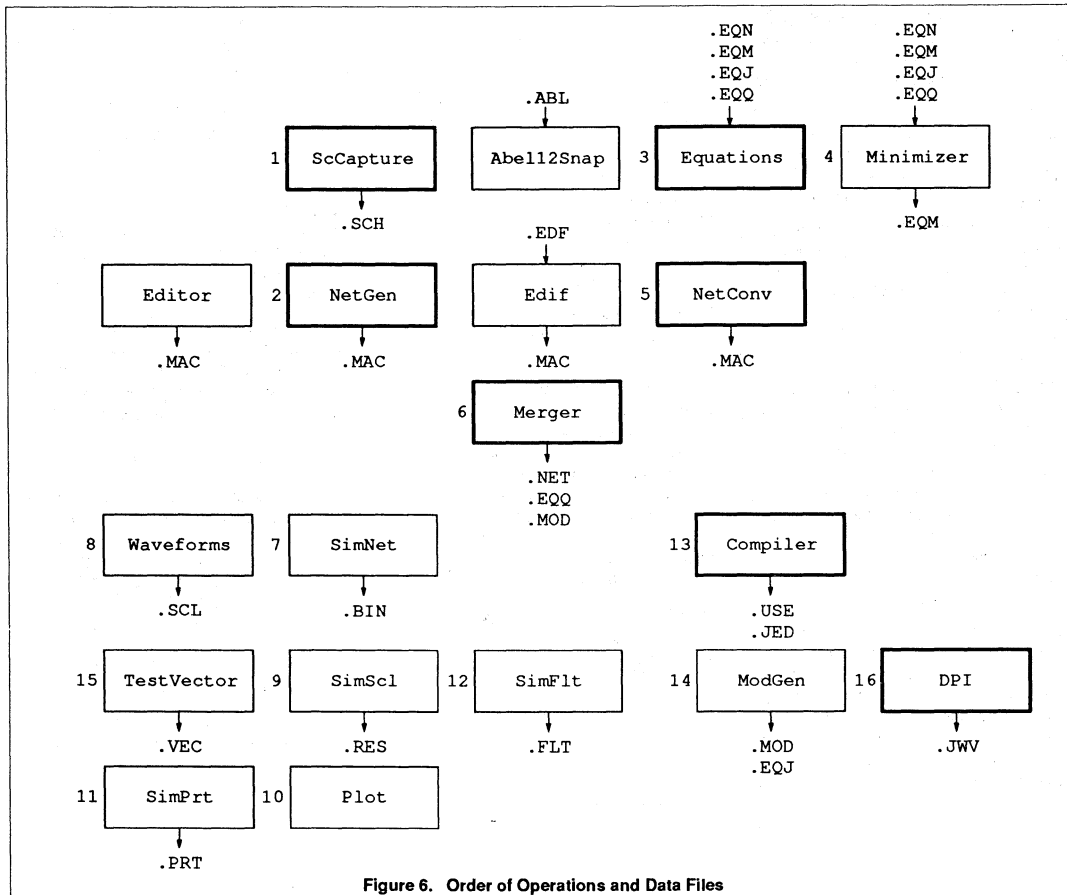 .EQN .EQN
.EQM .EQM
.EQJ .EQJ
.ABL .EQQ .EQQ
1 ScCapture Abel12Snap 3 Equations 4 Minimizer
.SCH .EQM
.EDF
Editor 2 NetGen Edif 5 NetConv
.MAC .MAC .MAC .MAC
6 Merger
.NET
.EQQ
.MOD
8 Waveforms 7 SimNet 13 Compiler
.SCL .BIN .USE
.JED
15 TestVector 9 SimScl 12 SimFlt 14 ModGen 16 DPI
.VEC .RES .FLT .MOD .JWV
.EQJ
11 SimPrt 10 Plot
.PRT
Figure 6. Order of Operations and Data Files